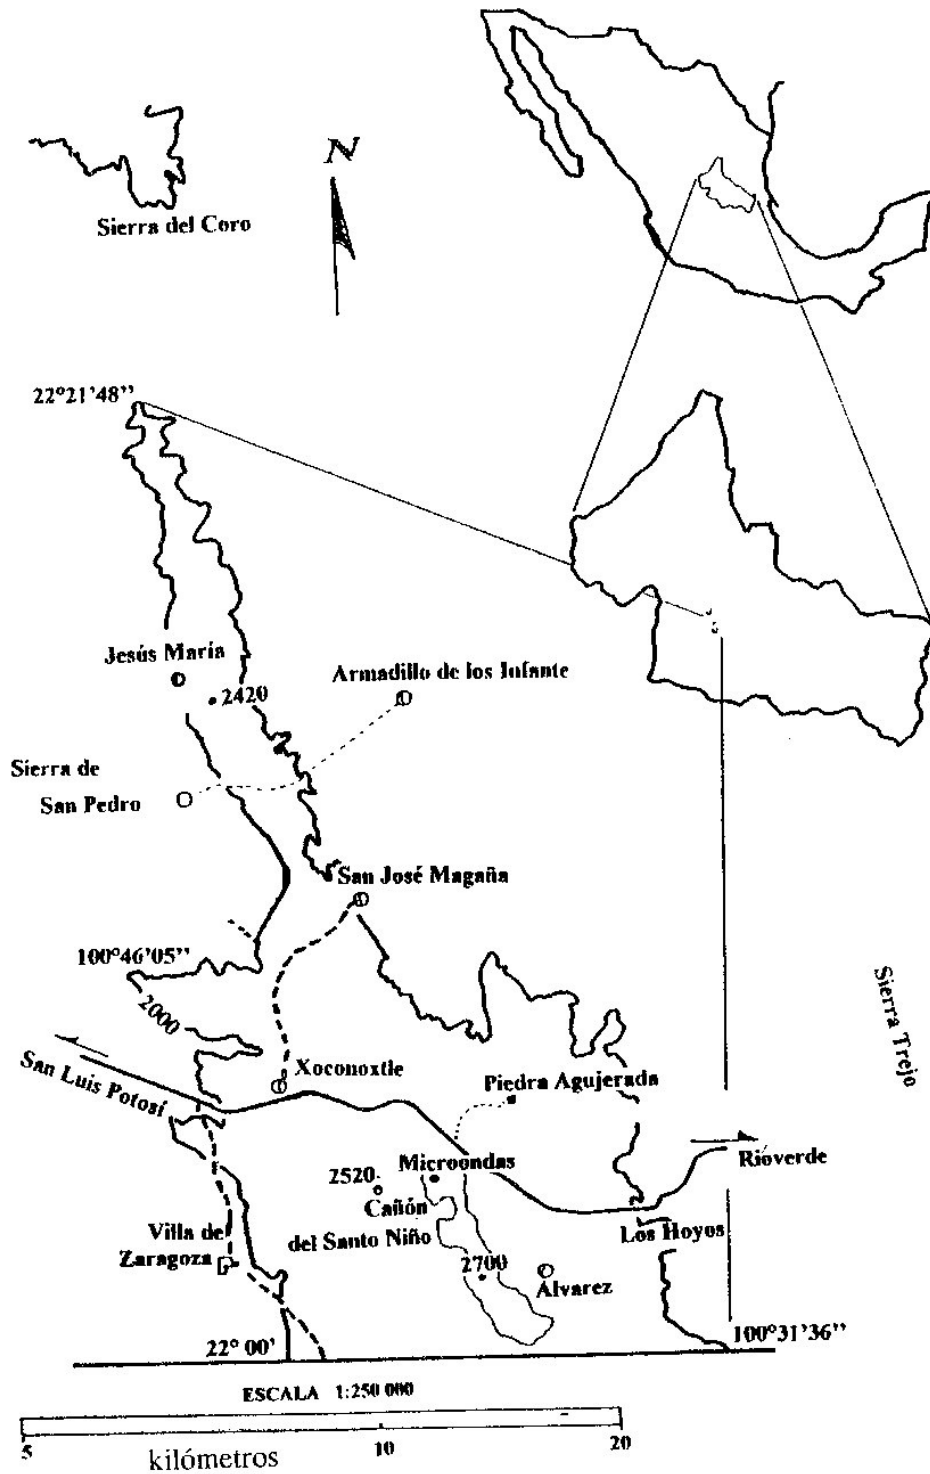 N
Sierra del Coro
22°21'48''
Jesús María
2420
Armadillo de los Infante
Sierra de
San Pedro
San José Magaña
100°46'05''
2000
Sierra Trejo
San Luis Potosí
Xoconoxtle
Piedra Agujerada
Rióverde
Microondas
2520
Cañón
del Santo Niño
Los Hoyos
Villa de
Zaragoza
2700
Álvarez
22° 00'
100°31'36''
ESCALA 1:250 000
5 10 20
kilómetros